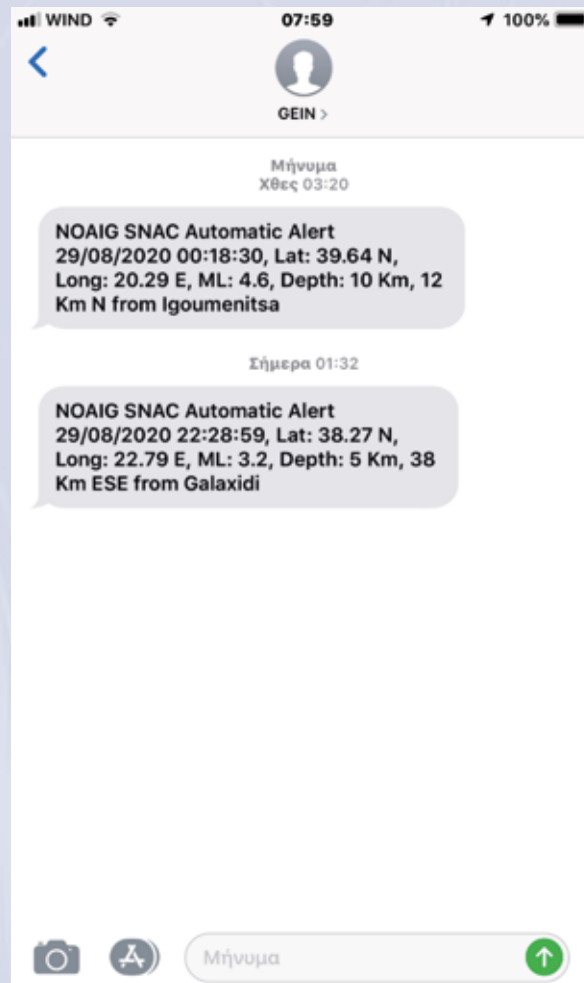 WIND 07:59 100%
GEIN >
Μήνυμα
Χθες 03:20
NOAIG SNAC Automatic Alert
29/08/2020 00:18:30, Lat: 39.64 N,
Long: 20.29 E, ML: 4.6, Depth: 10 Km, 12
Km N from Igoumenitsa
Σήμερα 01:32
NOAIG SNAC Automatic Alert
29/08/2020 22:28:59, Lat: 38.27 N,
Long: 22.79 E, ML: 3.2, Depth: 5 Km, 38
Km ESE from Galaxidi
Μήνυμα